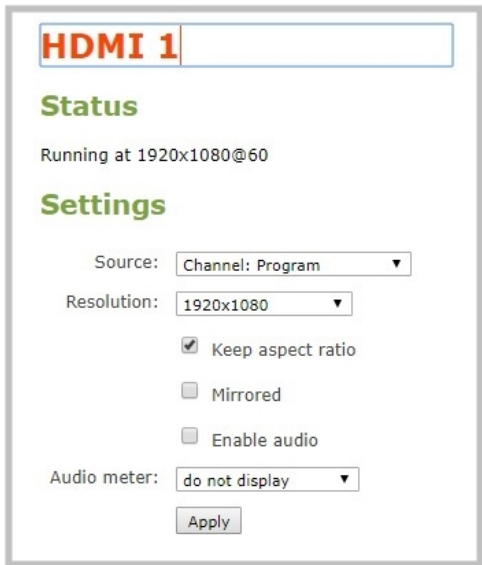 HDMI 1
Status
Running at 1920x1080@60
Settings
Source: Channel: Program
Resolution: 1920x1080
Keep aspect ratio
Mirrored
Enable audio
Audio meter: do not display
Apply